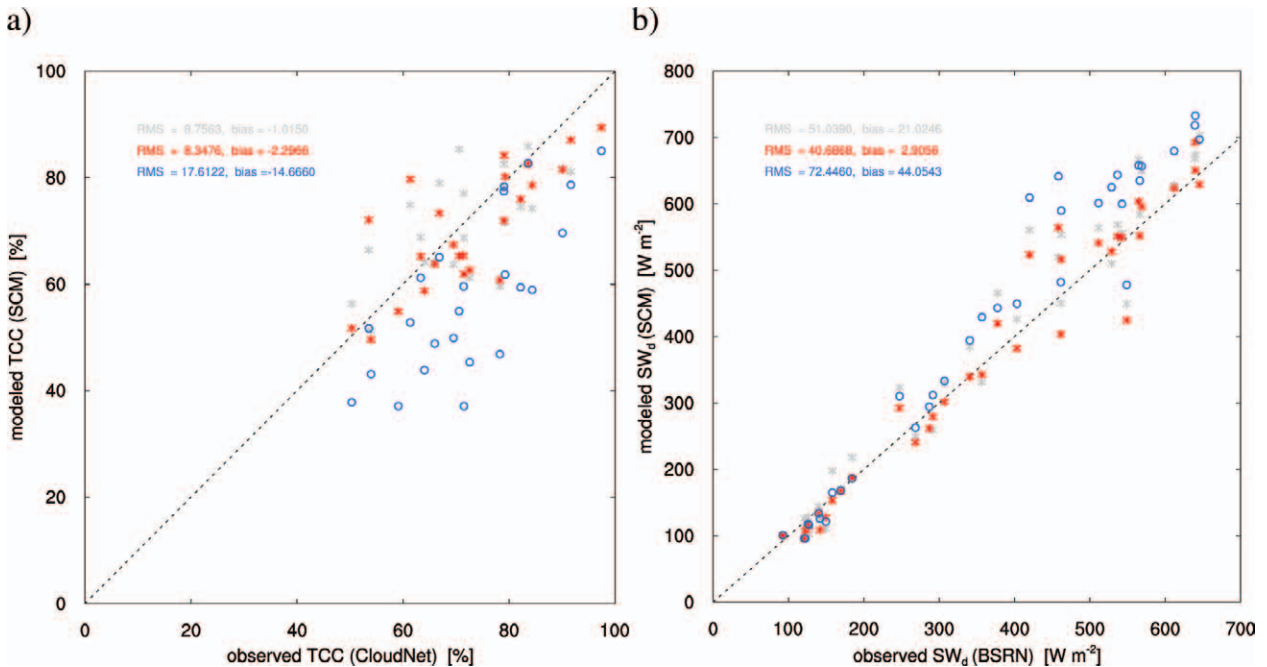 a)
100
80
60
40
20
0
0 20 40 60 80 100
modeled TCC (SCM) [%]
observed TCC (CloudNet) [%]
RMS = 8.7563, bias =-1.0150
RMS = 8.3476, bias =-2.2966
RMS = 17.6122, bias =-14.6660
b)
800
700
600
500
400
300
200
100
0
0 100 200 300 400 500 600 700
modeled SWd (SCM) [W m-2]
observed SWd (BSRN) [W m-2]
RMS = 51.0390, bias = 21.0246
RMS = 40.6868, bias = 2.9056
RMS = 72.4460, bias = 44.0543